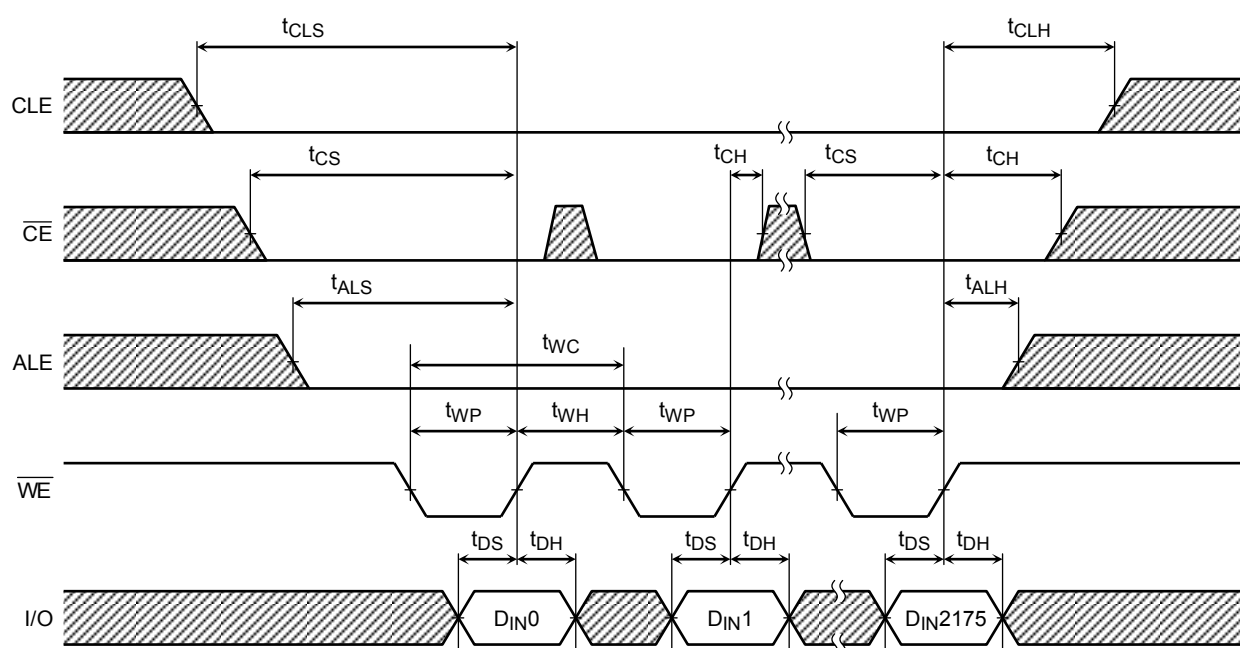 tCLS tCLH
CLE
tCS tCH tCS tCH
CE
tALS tALH
tWC
ALE
tWP tWH tWP tWP
WE
tDS tDH tDS tDH tDS tDH
I/O DIN0 DIN1 DIN2175